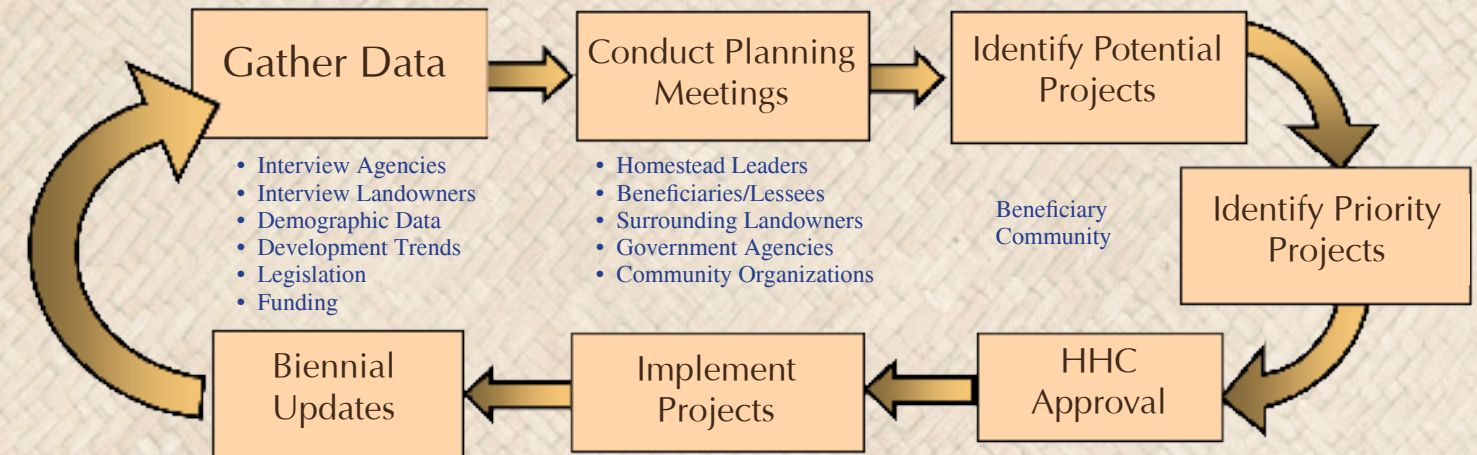 Gather Data
• Interview Agencies
• Interview Landowners
• Demographic Data
• Development Trends
• Legislation
• Funding
Conduct Planning
Meetings
• Homestead Leaders
• Beneficiaries/Lessees
• Surrounding Landowners
• Government Agencies
• Community Organizations
Identify Potential
Projects
Beneficiary
Community
Identify Priority
Projects
HHC
Approval
Implement
Projects
Biennial
Updates